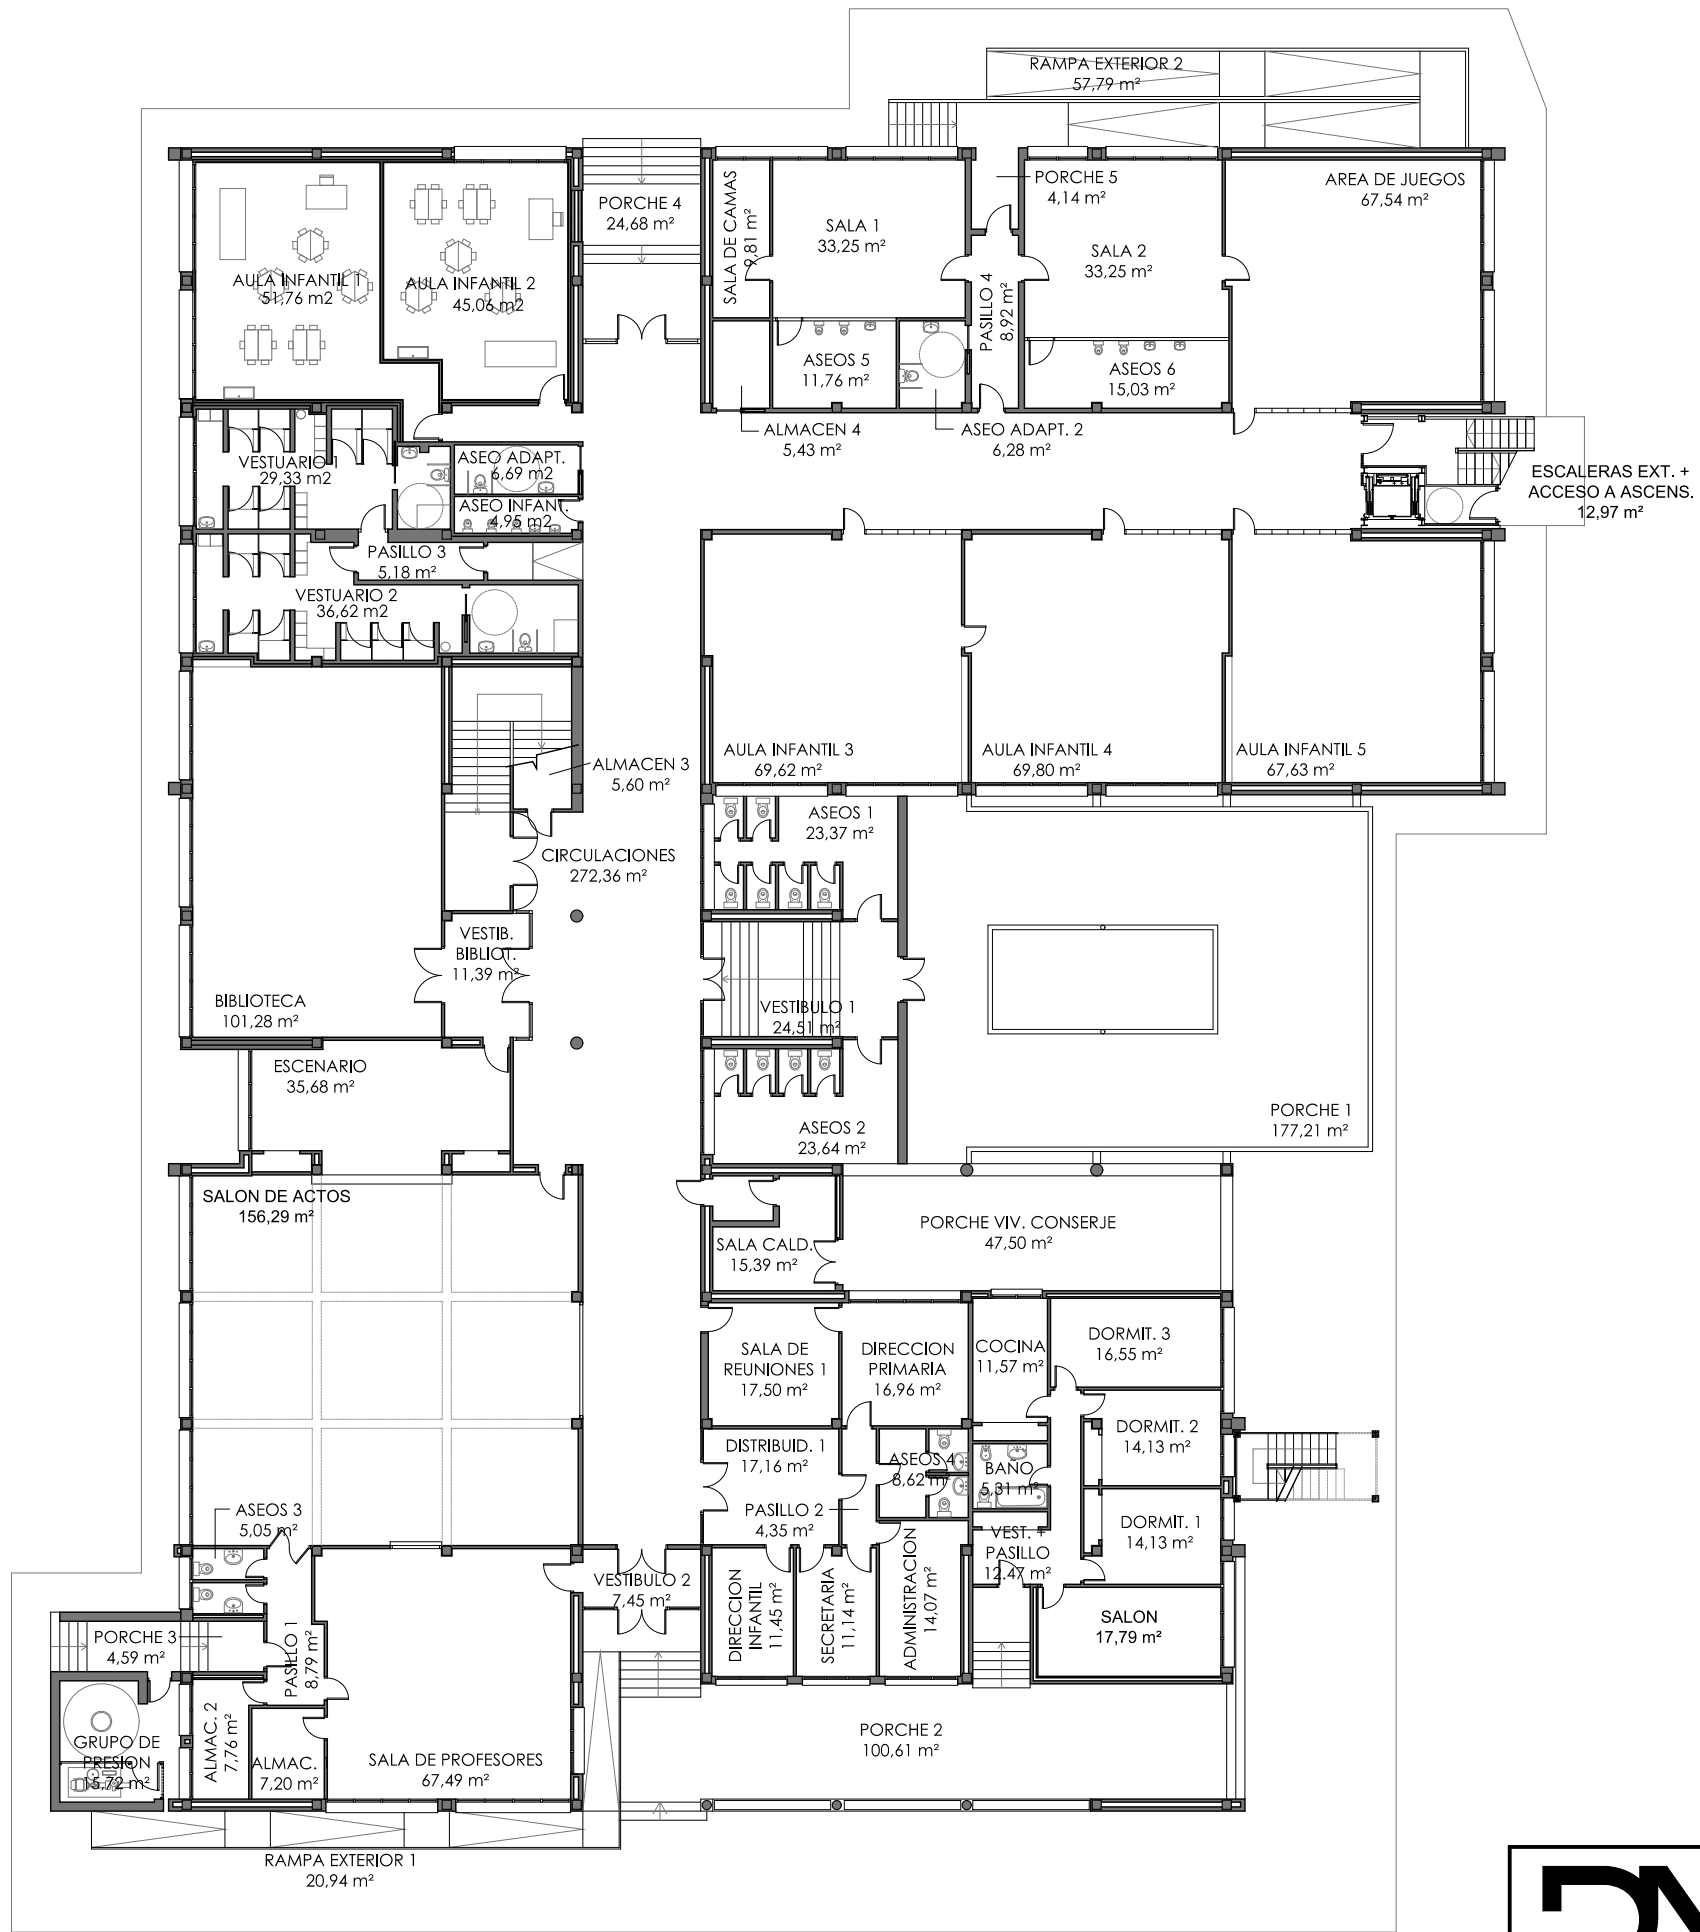 RAMPA EXTERIOR 2
57,79 m²
PORCHE 4
24,68 m²
SALA DE CAMAS
9,81 m²
SALA 1
33,25 m²
PORCHE 5
4,14 m²
SALA 2
33,25 m²
AREA DE JUEGOS
67,54 m²
AULA INFANTIL 1
51,76 m2
AULA INFANTIL 2
45,06 m2
PASILLO 4
8,92 m²
ASEOS 5
11,76 m²
ASEOS 6
15,03 m²
ALMACEN 4
5,43 m²
ASEO ADAPT. 2
6,28 m²
VESTUARIO 1
29,33 m2
ASEO ADAPT.
6,69 m2
ASEO INFANT.
4,95 m2
ESCALERAS EXT. +
ACCESO A ASCENS.
12,97 m²
PASILLO 3
5,18 m²
VESTUARIO 2
36,62 m2
AULA INFANTIL 3
69,62 m²
AULA INFANTIL 4
69,80 m²
AULA INFANTIL 5
67,63 m²
ALMACEN 3
5,60 m²
ASEOS 1
23,37 m²
CIRCULACIONES
272,36 m²
VESTIB.
BIBLIOT.
11,39 m²
BIBLIOTECA
101,28 m²
VESTIBULO 1
24,51 m²
ESCENARIO
35,68 m²
ASEOS 2
23,64 m²
PORCHE 1
177,21 m²
SALON DE ACTOS
156,29 m²
SALA CALD.
15,39 m²
PORCHE VIV. CONSERJE
47,50 m²
SALA DE
REUNIONES 1
17,50 m²
DIRECCION
PRIMARIA
16,96 m²
COCINA
11,57 m²
DORMIT. 3
16,55 m²
DORMIT. 2
14,13 m²
DISTRIBUID. 1
17,16 m²
ASEOS 4
8,62 m²
BAÑO
5,31 m²
PASILLO 2
4,35 m²
ASEOS 3
5,05 m²
DORMIT. 1
14,13 m²
VEST. +
PASILLO
12.47 m²
VESTIBULO 2
7,45 m²
DIRECCION
INFANTIL
11,45 m²
SECRETARIA
11,14 m²
ADMINISTRACION
14,07 m²
SALON
17,79 m²
PORCHE 3
4,59 m²
PASILLO 1
8,79 m²
GRUPO DE
PRESION
15,72 m²
ALMAC. 2
7,76 m²
ALMAC.
7,20 m²
SALA DE PROFESORES
67,49 m²
PORCHE 2
100,61 m²
RAMPA EXTERIOR 1
20,94 m²